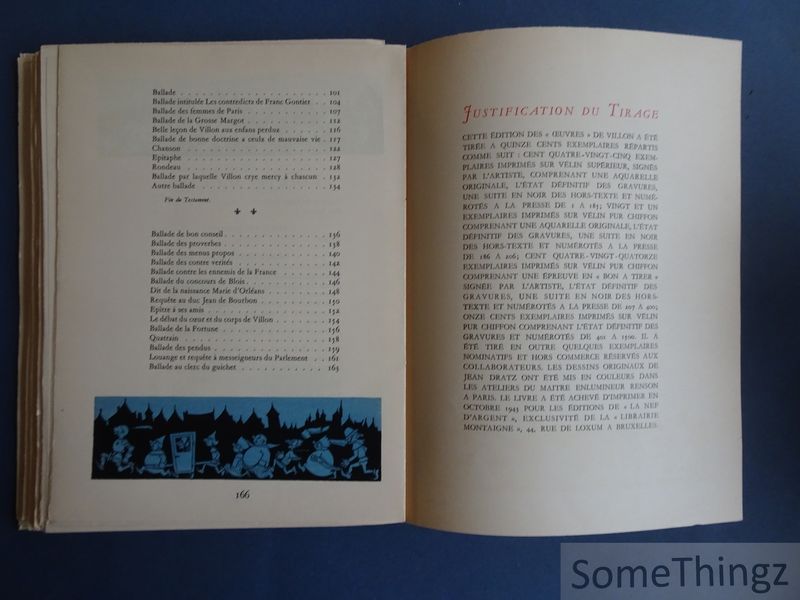 Ballade . . . . . . . . . . . . . . . . 101
Ballade intitulée Les contredictz de Franc Gontier . . 104
Ballade des femmes de Paris . . . . . . . . . . 107
Ballade de la Grosse Margot . . . . . . . . . . 112
Belle leçon de Villon aux enfans perduz . . . . . . 116
Ballade de bonne doctrine a ceulx de mauvaise vie . . 117
Chanson . . . . . . . . . . . . . . . . 122
Epitaphe . . . . . . . . . . . . . . . . 127
Rondeau . . . . . . . . . . . . . . . . 128
Ballade par laquelle Villon crye mercy à chascun . . 132
Autre ballade . . . . . . . . . . . . . . . 134
Fin du Testament.
Ballade de bon conseil . . . . . . . . . . . . 136
Ballade des proverbes . . . . . . . . . . . . 138
Ballade des menus propos . . . . . . . . . . . 140
Ballade des contre verités . . . . . . . . . . . 142
Ballade contre les ennemis de la France . . . . . . 144
Ballade du concours de Blois . . . . . . . . . . 146
Dit de la naissance Marie d'Orléans . . . . . . . 148
Requête au duc Jean de Bourbon . . . . . . . . 150
Epitre à ses amis . . . . . . . . . . . . . . 152
Le débat du cœur et du corps de Villon . . . . . . 154
Ballade de la Fortune . . . . . . . . . . . . 156
Quatrain . . . . . . . . . . . . . . . . 158
Ballade des pendus . . . . . . . . . . . . . 159
Louange et requête à messeigneurs du Parlement . . 161
Ballade au clerc du guichet . . . . . . . . . . 163
166
JUSTIFICATION DU TIRAGE
CETTE ÉDITION DES « ŒUVRES » DE VILLON A ÉTÉ
TIRÉE A QUINZE CENTS EXEMPLAIRES RÉPARTIS
COMME SUIT : CENT QUATRE-VINGT-CINQ EXEM-
PLAIRES IMPRIMÉS SUR VÉLIN SUPÉRIEUR, SIGNÉS
PAR L'ARTISTE, COMPRENANT UNE AQUARELLE
ORIGINALE, L'ÉTAT DÉFINITIF DES GRAVURES,
UNE SUITE EN NOIR DES HORS-TEXTE ET NUMÉ-
ROTÉS A LA PRESSE DE 1 A 185; VINGT ET UN
EXEMPLAIRES IMPRIMÉS SUR VÉLIN PUR CHIFFON
COMPRENANT UNE AQUARELLE ORIGINALE, L'ÉTAT
DÉFINITIF DES GRAVURES, UNE SUITE EN NOIR
DES HORS-TEXTE ET NUMÉROTÉS A LA PRESSE
DE 186 A 206; CENT QUATRE-VINGT-QUATORZE
EXEMPLAIRES IMPRIMÉS SUR VÉLIN PUR CHIFFON
COMPRENANT UNE ÉPREUVE EN « BON A TIRER »
SIGNÉE PAR L'ARTISTE, L'ÉTAT DÉFINITIF DES
GRAVURES, UNE SUITE EN NOIR DES HORS-
TEXTE ET NUMÉROTÉS A LA PRESSE DE 207 A 400;
ONZE CENTS EXEMPLAIRES IMPRIMÉS SUR VÉLIN
PUR CHIFFON COMPRENANT L'ÉTAT DÉFINITIF DES
GRAVURES ET NUMÉROTÉS DE 401 A 1500. IL A
ÉTÉ TIRÉ EN OUTRE QUELQUES EXEMPLAIRES
NOMINATIFS ET HORS COMMERCE RÉSERVÉS AUX
COLLABORATEURS. LES DESSINS ORIGINAUX DE
JEAN DRATZ ONT ÉTÉ MIS EN COULEURS DANS
LES ATELIERS DU MAITRE ENLUMINEUR RENSON
A PARIS. LE LIVRE A ÉTÉ ACHEVÉ D'IMPRIMER EN
OCTOBRE 1943 POUR LES ÉDITIONS DE « LA NEF
D'ARGENT », EXCLUSIVITÉ DE LA « LIBRAIRIE
MONTAIGNE », 44, RUE DE LOXUM A BRUXELLES.
SomeThingz